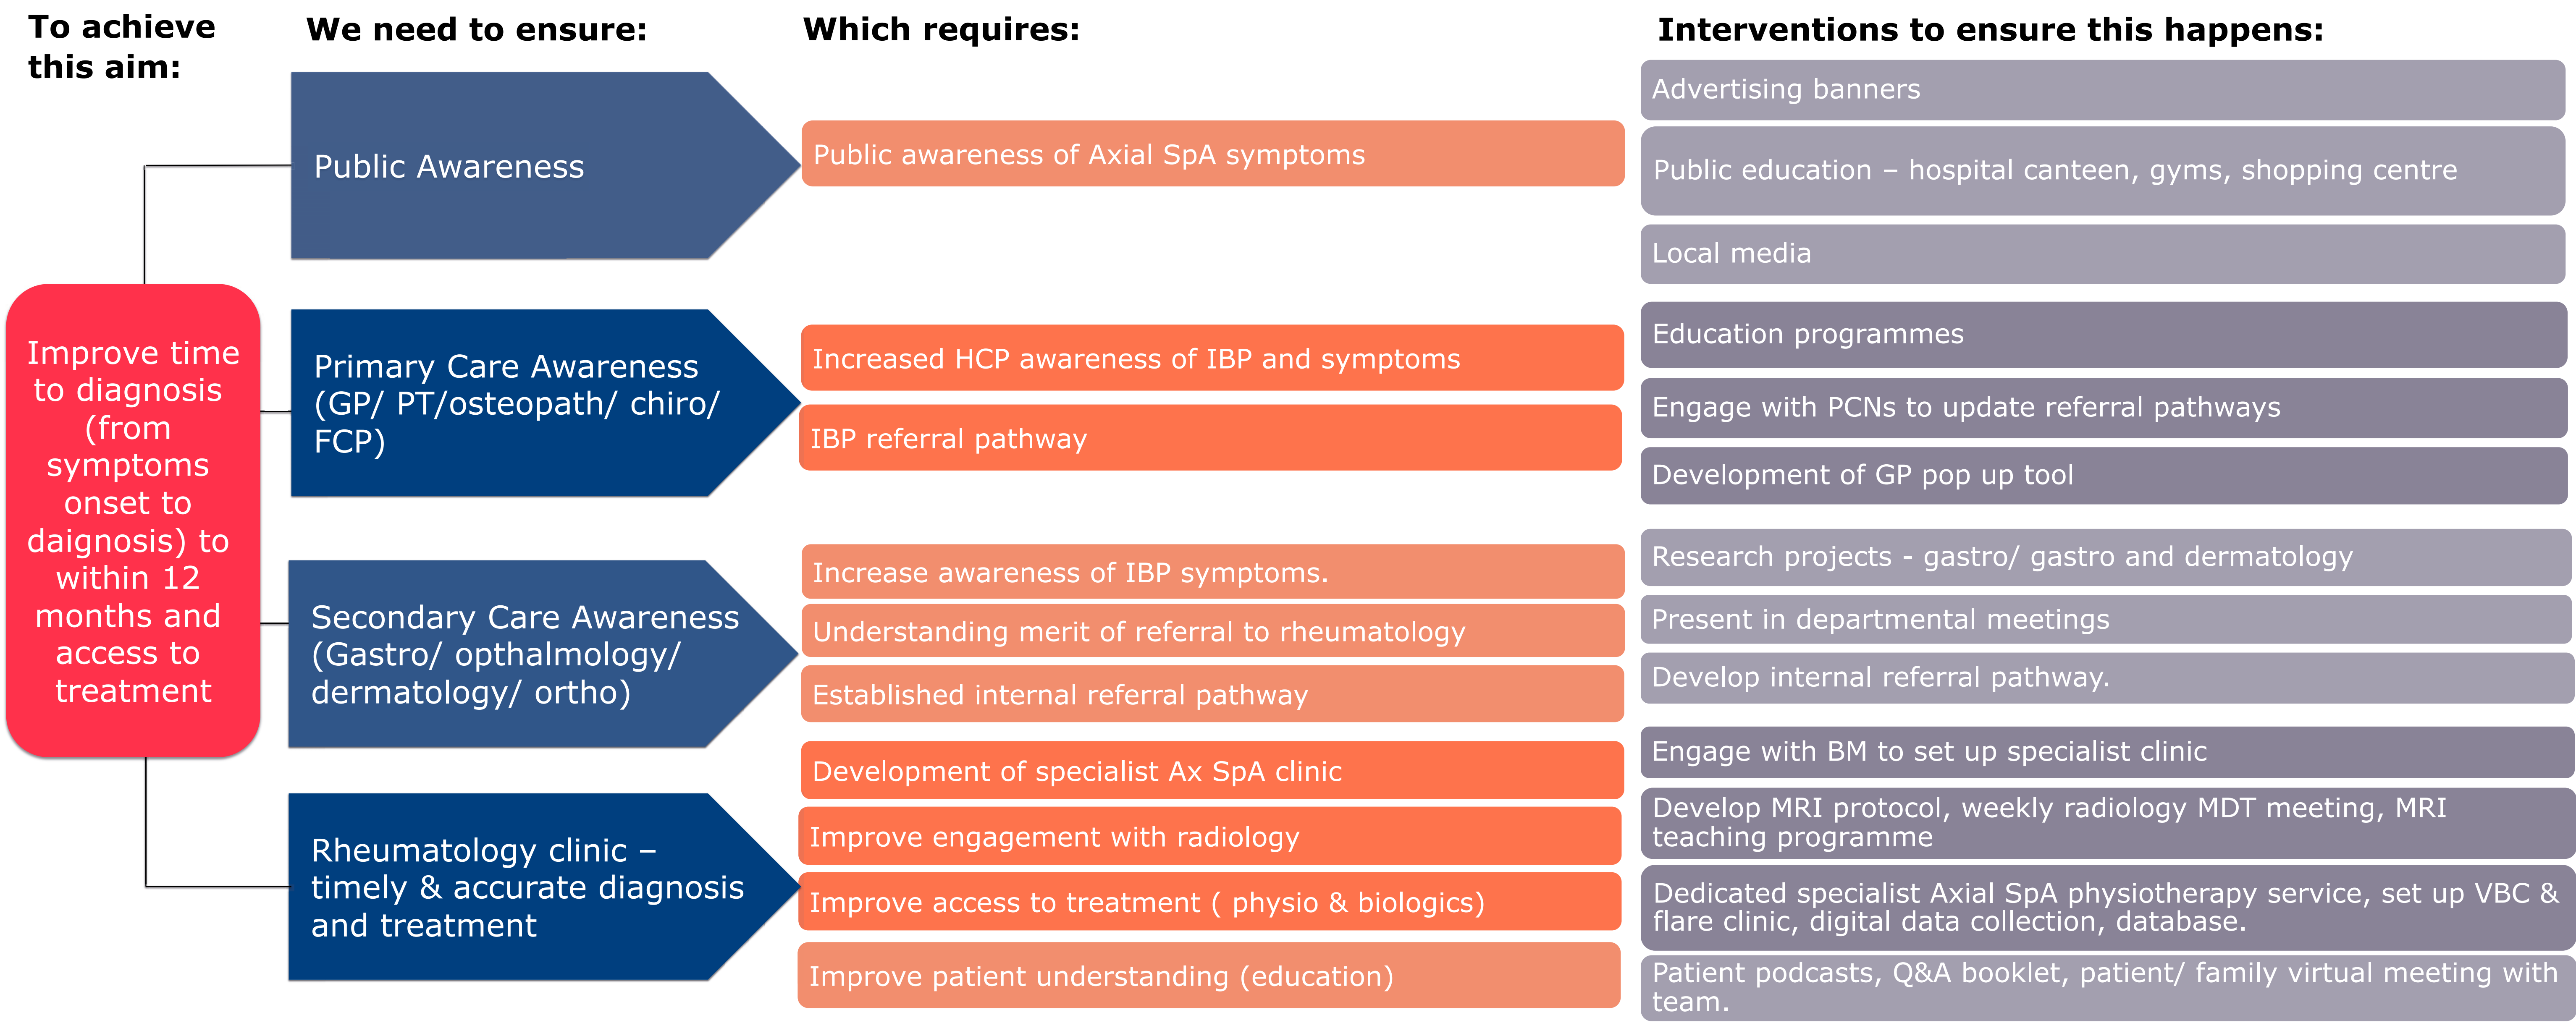 To achieve
this aim:
We need to ensure:
Which requires:
Interventions to ensure this happens:
Improve time
to diagnosis
(from
symptoms
onset to
daignosis) to
within 12
months and
access to
treatment
Public Awareness
Public awareness of Axial SpA symptoms
Advertising banners
Public education – hospital canteen, gyms, shopping centre
Local media
Primary Care Awareness
(GP/ PT/osteopath/ chiro/
FCP)
Increased HCP awareness of IBP and symptoms
IBP referral pathway
Education programmes
Engage with PCNs to update referral pathways
Development of GP pop up tool
Secondary Care Awareness
(Gastro/ opthalmology/
dermatology/ ortho)
Increase awareness of IBP symptoms.
Understanding merit of referral to rheumatology
Established internal referral pathway
Research projects - gastro/ gastro and dermatology
Present in departmental meetings
Develop internal referral pathway.
Rheumatology clinic –
timely & accurate diagnosis
and treatment
Development of specialist Ax SpA clinic
Improve engagement with radiology
Improve access to treatment ( physio & biologics)
Improve patient understanding (education)
Engage with BM to set up specialist clinic
Develop MRI protocol, weekly radiology MDT meeting, MRI
teaching programme
Dedicated specialist Axial SpA physiotherapy service, set up VBC &
flare clinic, digital data collection, database.
Patient podcasts, Q&A booklet, patient/ family virtual meeting with
team.